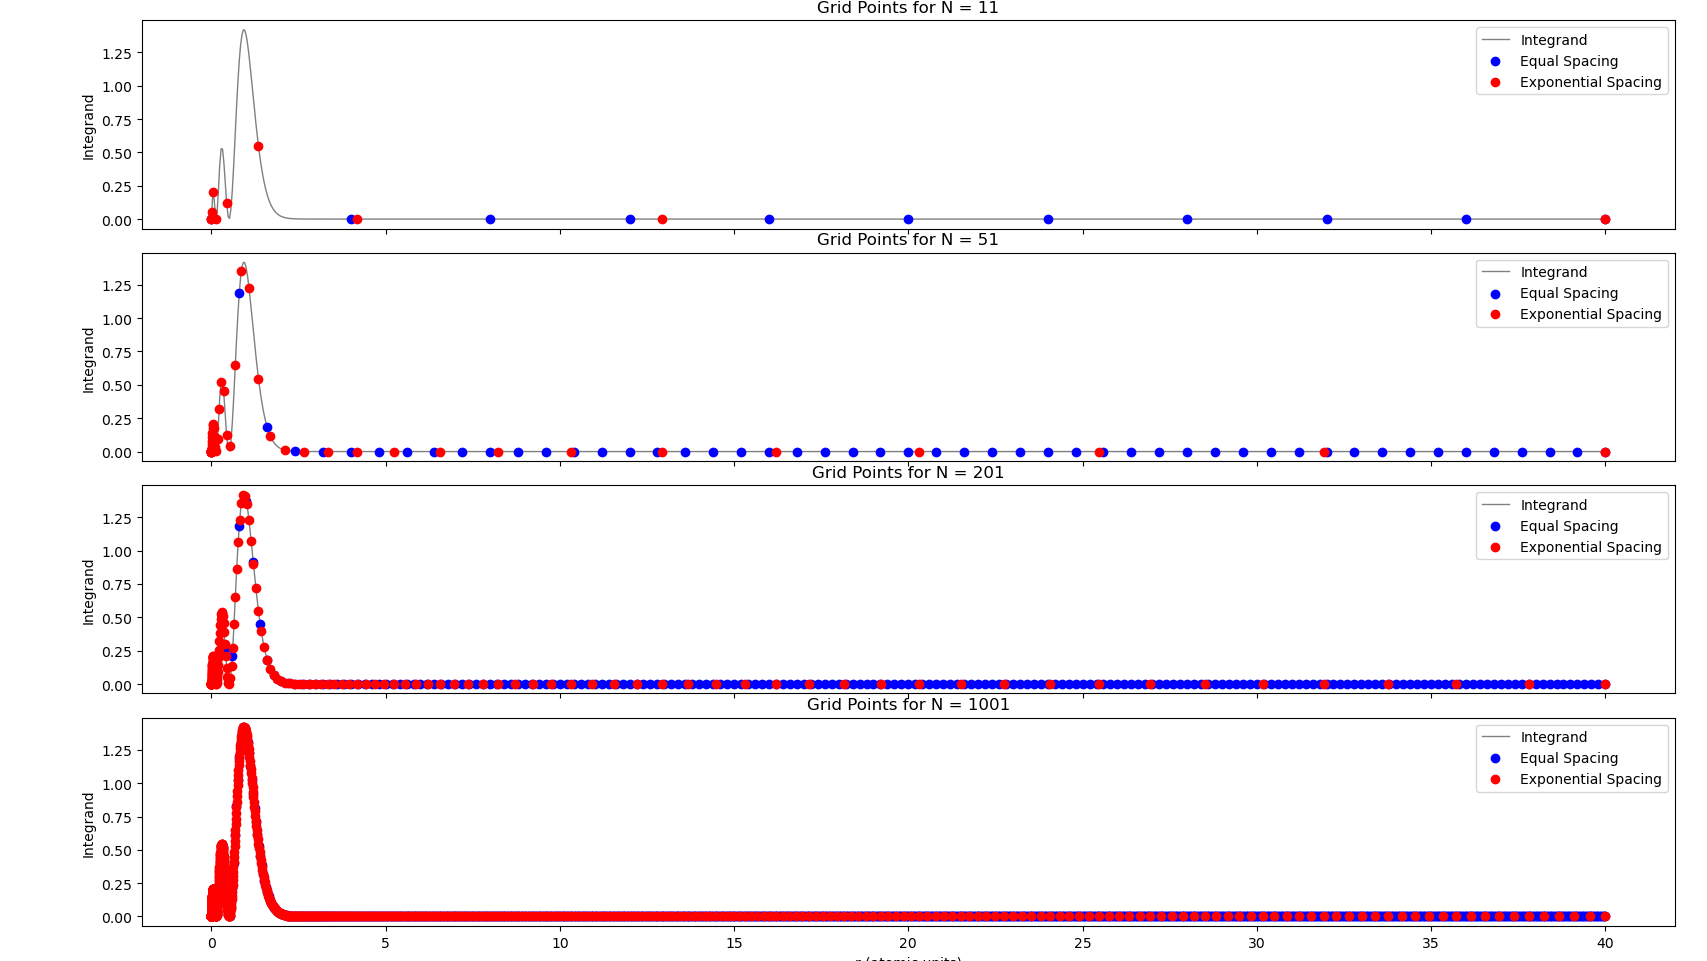 Grid Points for N = 11
1.25
1.00
0.75
0.50
0.25
0.00
Integrand
Integrand
Equal Spacing
Exponential Spacing
Grid Points for N = 51
1.25
1.00
0.75
0.50
0.25
0.00
Integrand
Integrand
Equal Spacing
Exponential Spacing
Grid Points for N = 201
1.25
1.00
0.75
0.50
0.25
0.00
Integrand
Integrand
Equal Spacing
Exponential Spacing
Grid Points for N = 1001
1.25
1.00
0.75
0.50
0.25
0.00
Integrand
Integrand
Equal Spacing
Exponential Spacing
0 5 10 15 20 25 30 35 40
r (atomic units)